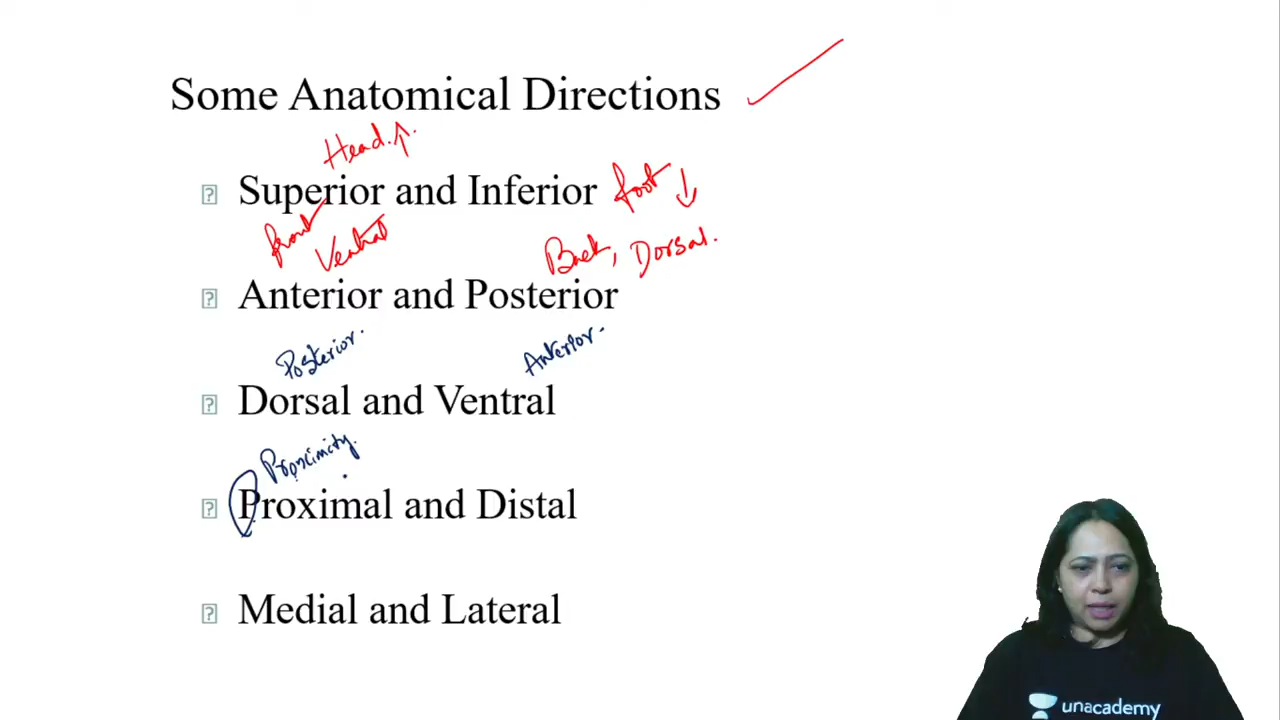 Some Anatomical Directions
Head. ↑
Superior and Inferior foot ↓
front Ventral Back, Dorsal.
Anterior and Posterior
Posterior. Anterior.
Dorsal and Ventral
Proximity.
Proximal and Distal
Medial and Lateral
unacademy